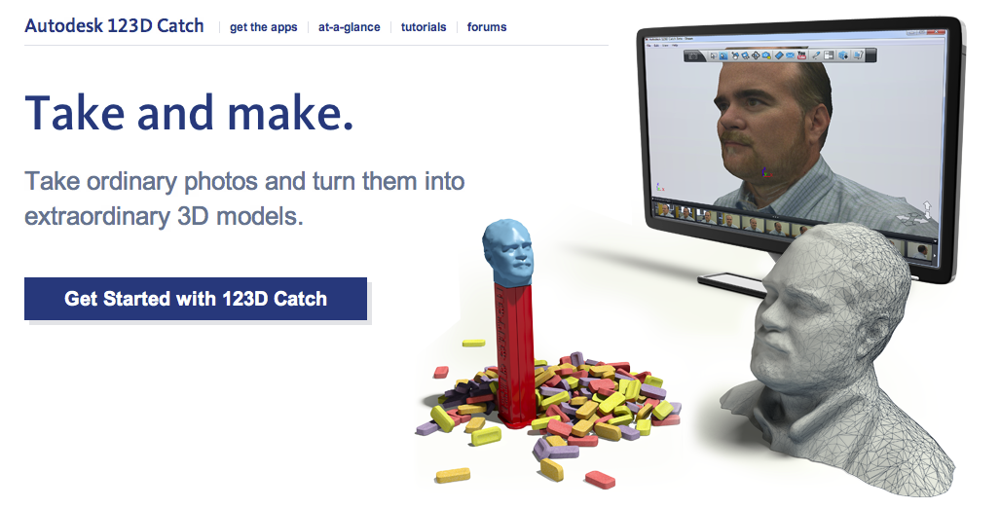 Autodesk 123D Catch
get the apps
at-a-glance
tutorials
forums
Take and make.
Take ordinary photos and turn them into
extraordinary 3D models.
Get Started with 123D Catch
You